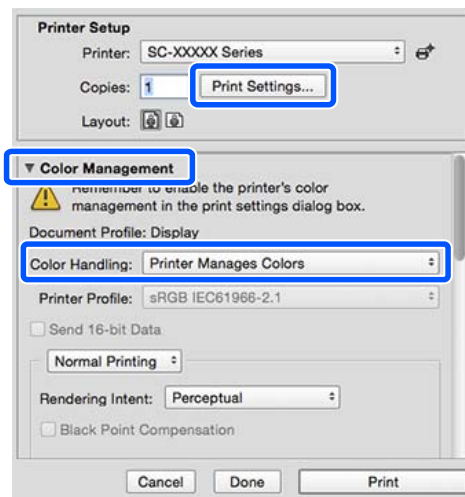 Printer Setup
Printer: SC-XXXXX Series
Copies: 1 Print Settings...
Layout:
▼ Color Management
Remember to enable the printer's color
management in the print settings dialog box.
Document Profile: Display
Color Handling: Printer Manages Colors
Printer Profile: sRGB IEC61966-2.1
Send 16-bit Data
Normal Printing
Rendering Intent: Perceptual
Black Point Compensation
Cancel Done Print